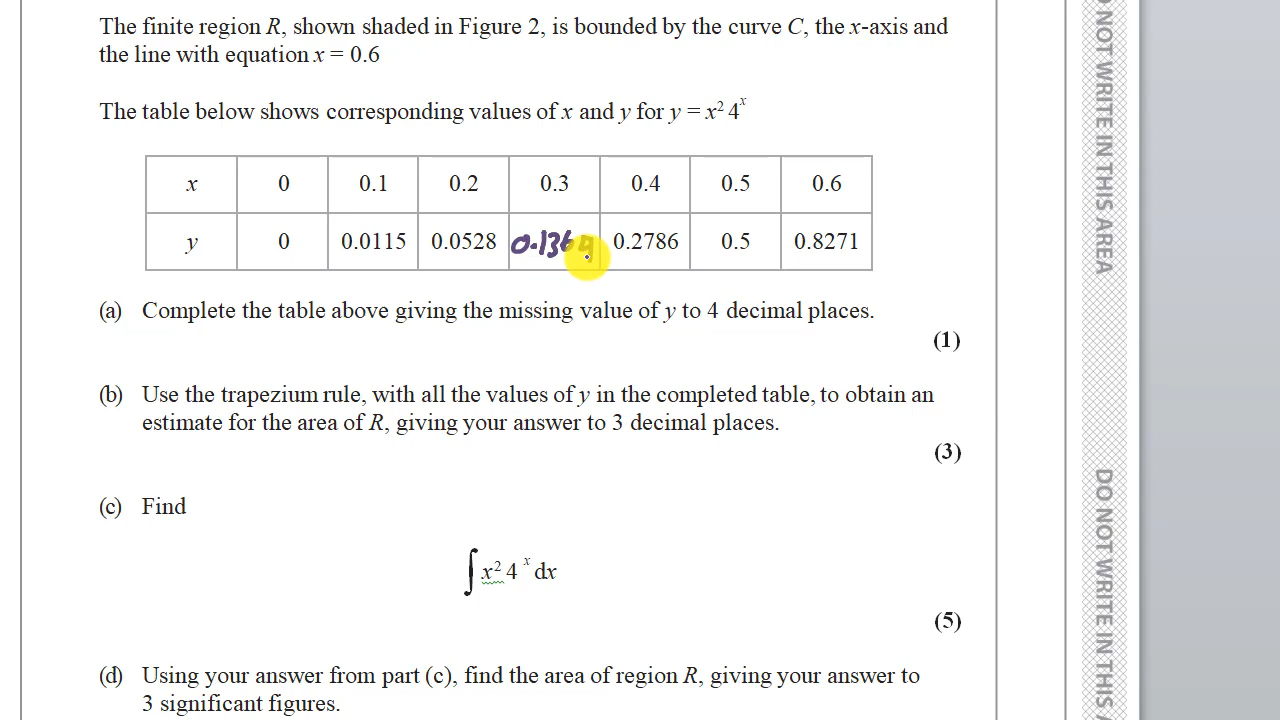 The finite region R, shown shaded in Figure 2, is bounded by the curve C, the x-axis and
the line with equation x = 0.6
The table below shows corresponding values of x and y for y = x² 4ˣ
x 0 0.1 0.2 0.3 0.4 0.5 0.6
y 0 0.0115 0.0528 0.1364 0.2786 0.5 0.8271
(a) Complete the table above giving the missing value of y to 4 decimal places.
(1)
(b) Use the trapezium rule, with all the values of y in the completed table, to obtain an
estimate for the area of R, giving your answer to 3 decimal places.
(3)
(c) Find
∫ x² 4ˣ dx
(5)
(d) Using your answer from part (c), find the area of region R, giving your answer to
3 significant figures.
NOT WRITE IN THIS AREA
DO NOT WRITE IN THIS